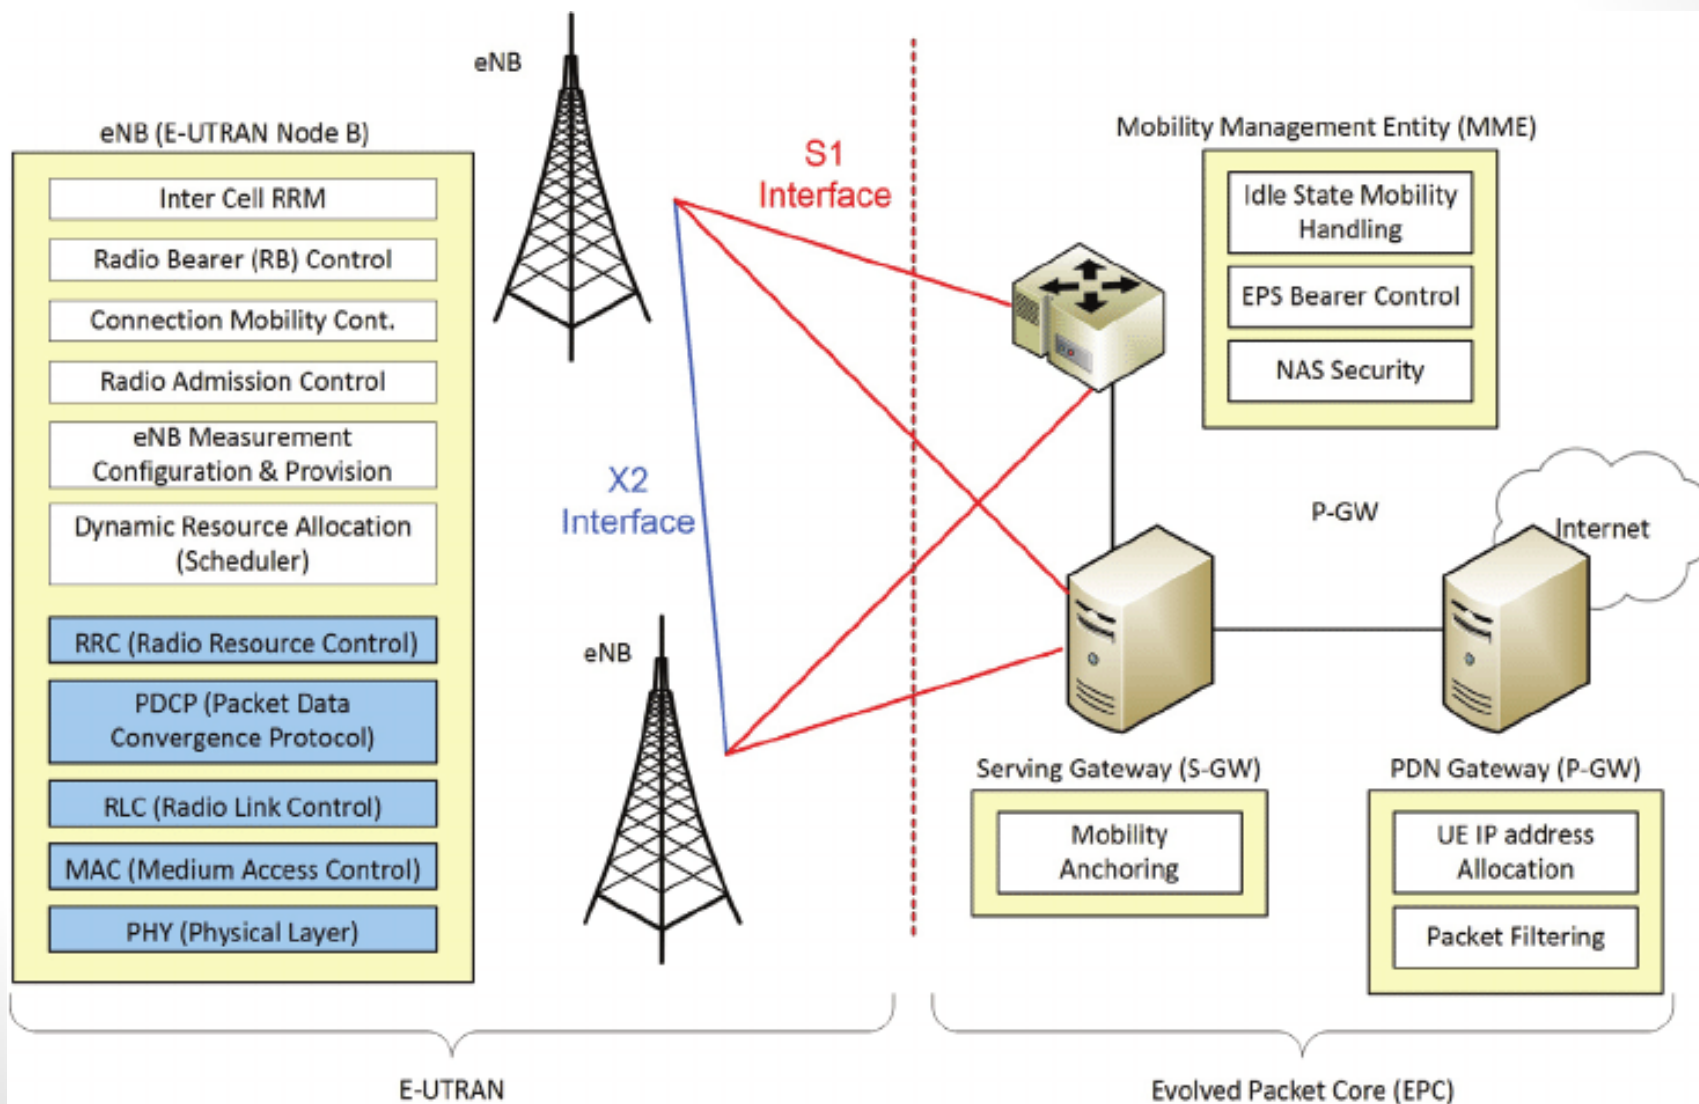 eNB (E-UTRAN Node B)
Inter Cell RRM
Radio Bearer (RB) Control
Connection Mobility Cont.
Radio Admission Control
eNB Measurement
Configuration & Provision
Dynamic Resource Allocation
(Scheduler)
RRC (Radio Resource Control)
PDCP (Packet Data
Convergence Protocol)
RLC (Radio Link Control)
MAC (Medium Access Control)
PHY (Physical Layer)
eNB
S1
Interface
X2
Interface
eNB
Mobility Management Entity (MME)
Idle State Mobility
Handling
EPS Bearer Control
NAS Security
P-GW
Internet
Serving Gateway (S-GW)
Mobility
Anchoring
PDN Gateway (P-GW)
UE IP address
Allocation
Packet Filtering
E-UTRAN
Evolved Packet Core (EPC)